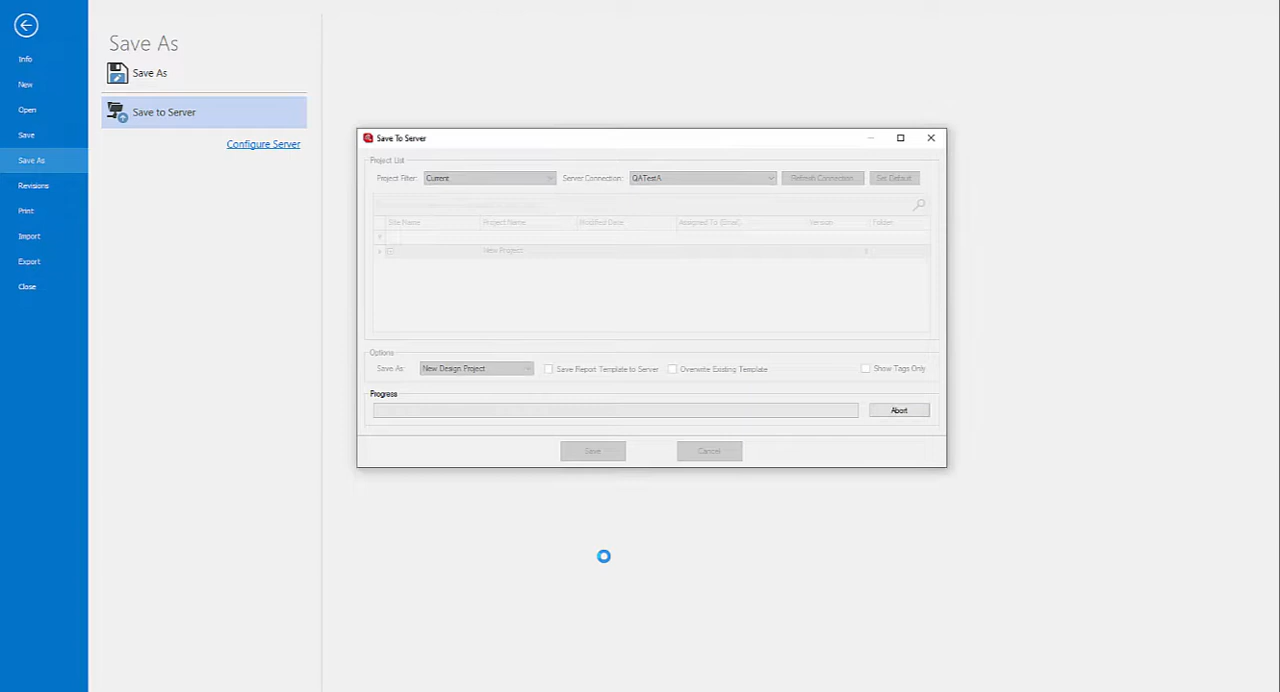 Info
New
Open
Save
Save As
Revisions
Print
Import
Export
Close
Save As
Save As
Save to Server
Configure Server
Save To Server
Project List
Project Filter: Current Server Connection: QATestA Refresh Connection Set Default
Site Name Project Name Modified Date Assigned To (Email) Version Folder
New Project
Options
Save As: New Design Project Save Report Template to Server Overwrite Existing Template Show Tags Only
Progress
Abort
Save Cancel